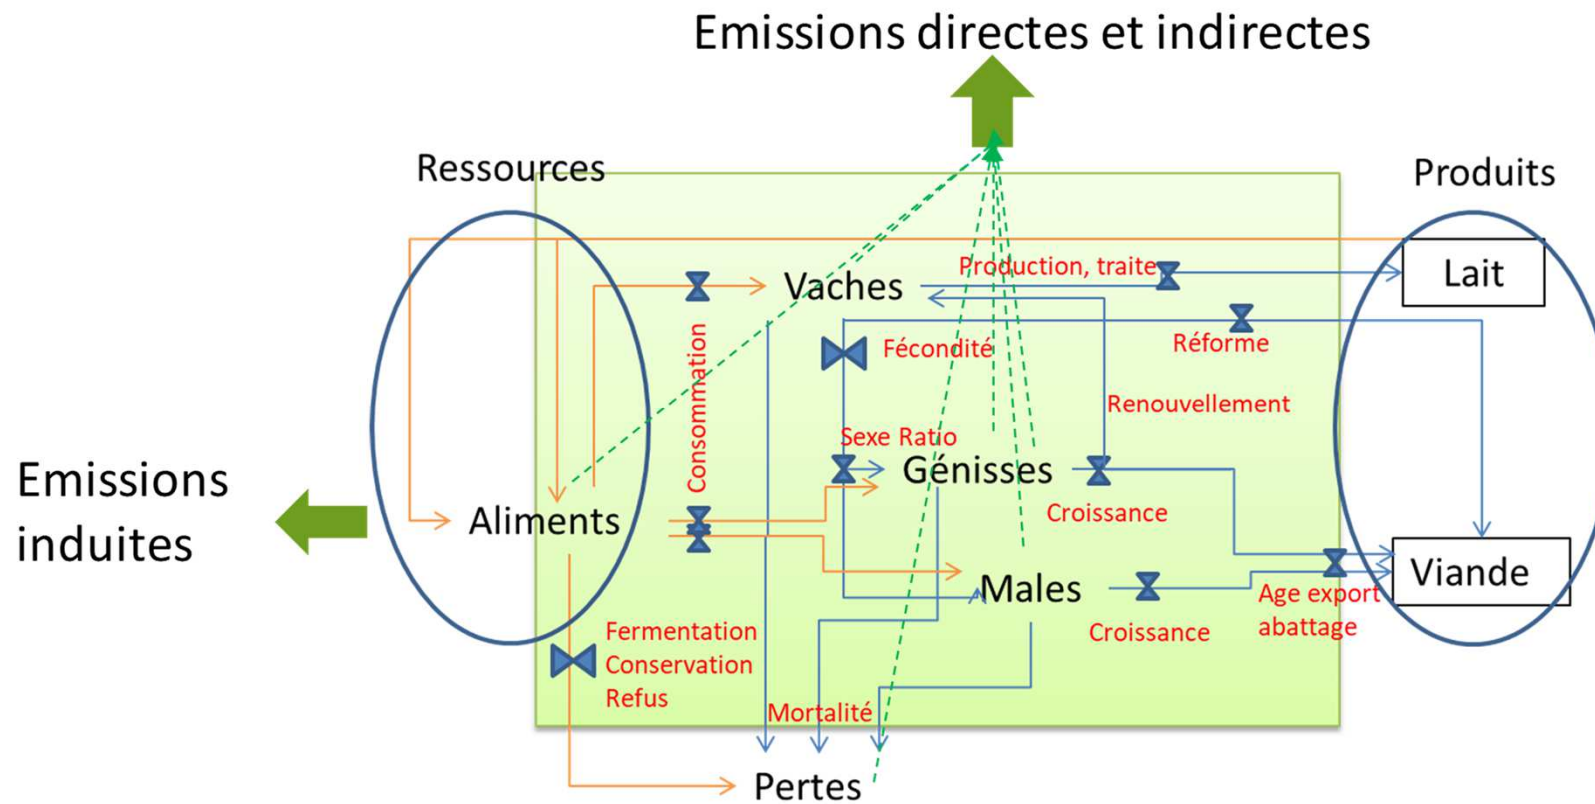 Emissions directes et indirectes
Ressources
Produits
Production, traite
Vaches
Lait
Consommation
Fécondité
Réforme
Renouvellement
Sexe Ratio
Génisses
Emissions
induites
Aliments
Croissance
Males
Viande
Age export
abattage
Croissance
Fermentation
Conservation
Refus
Mortalité
Pertes